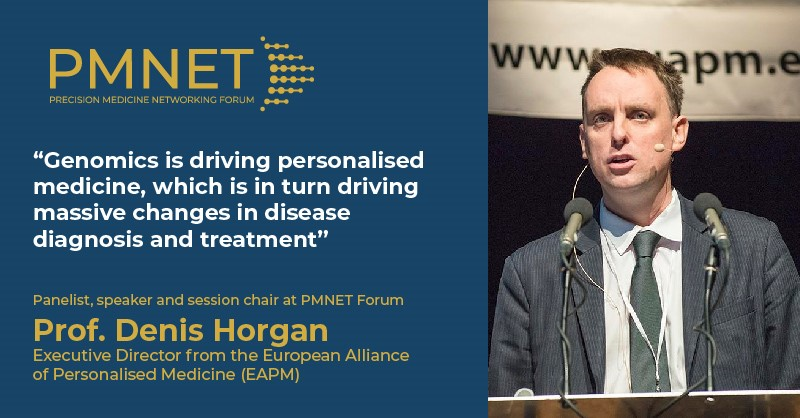 PMNET
PRECISION MEDICINE NETWORKING FORUM
“Genomics is driving personalised
medicine, which is in turn driving
massive changes in disease
diagnosis and treatment”
Panelist, speaker and session chair at PMNET Forum
Prof. Denis Horgan
Executive Director from the European Alliance
of Personalised Medicine (EAPM)
www. apm.e